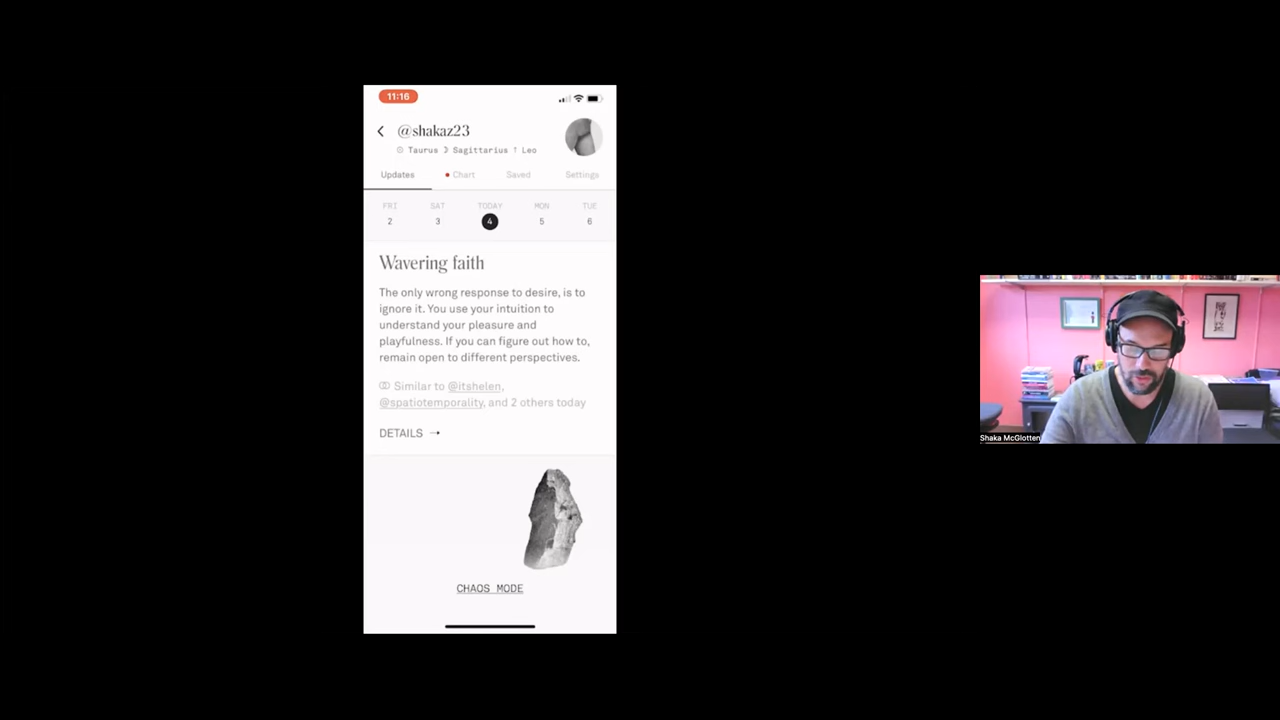 11:16
@shakaz23
Taurus Sagittarius ↑ Leo
Updates Chart Saved Settings
FRI SAT TODAY MON TUE
2 3 4 5 6
Wavering faith
The only wrong response to desire, is to
ignore it. You use your intuition to
understand your pleasure and
playfulness. If you can figure out how to,
remain open to different perspectives.
Similar to @itshelen,
@spatiotemporality, and 2 others today
DETAILS →
CHAOS MODE
Shaka McGlotten